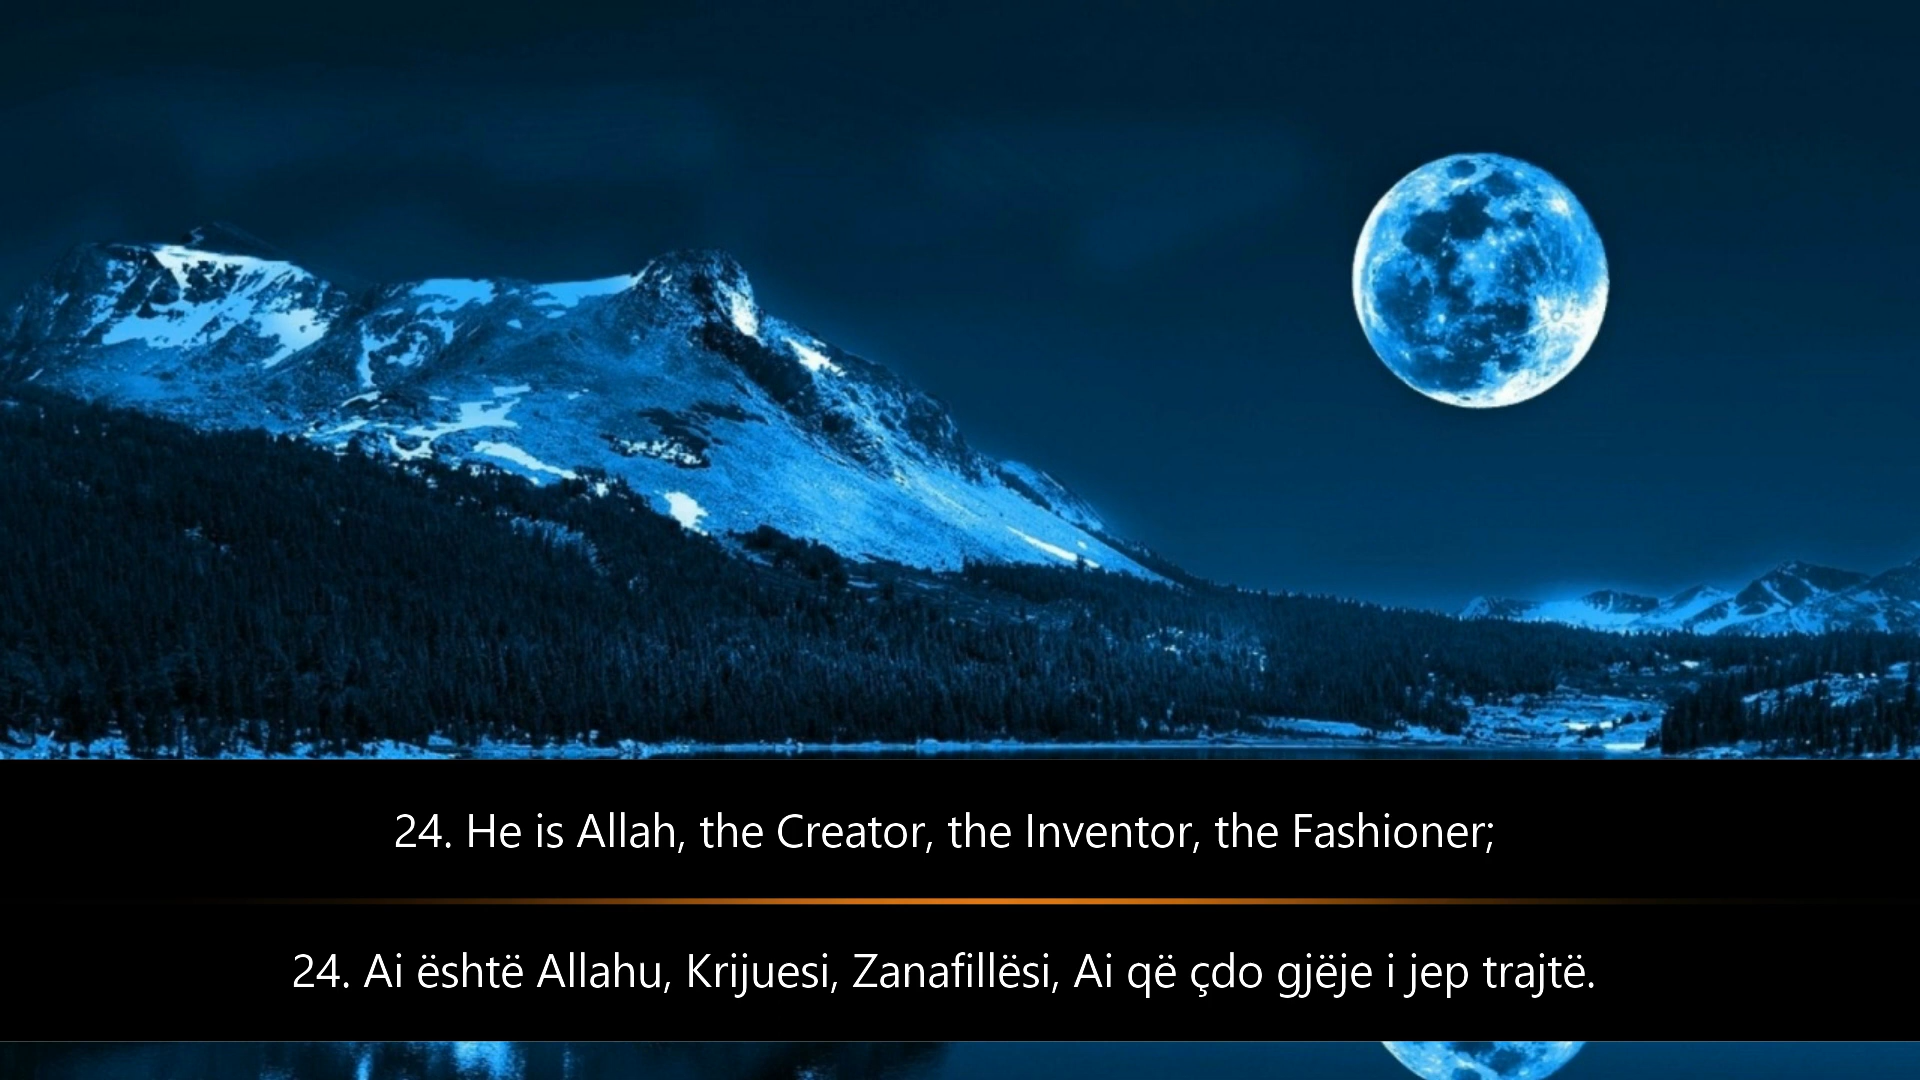 24. He is Allah, the Creator, the Inventor, the Fashioner;
24. Ai është Allahu, Krijuesi, Zanafillësi, Ai që çdo gjëje i jep trajtë.